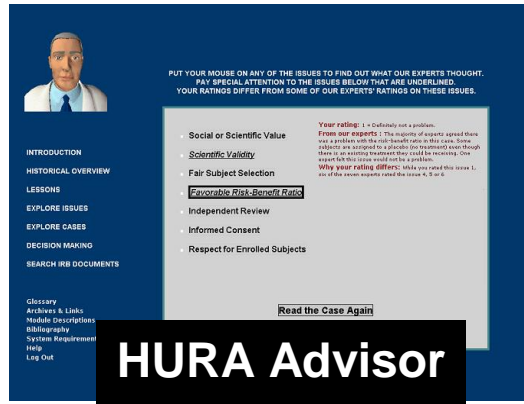 PUT YOUR MOUSE ON ANY OF THE ISSUES TO FIND OUT WHAT OUR EXPERTS THOUGHT.
PAY SPECIAL ATTENTION TO THE ISSUES BELOW THAT ARE UNDERLINED.
YOUR RATINGS DIFFER FROM SOME OF OUR EXPERTS' RATINGS ON THESE ISSUES.
INTRODUCTION
HISTORICAL OVERVIEW
LESSONS
EXPLORE ISSUES
EXPLORE CASES
DECISION MAKING
SEARCH IRB DOCUMENTS
Glossary
Archives & Links
Module Descriptions
Bibliography
System Requirement
Help
Log Out
Social or Scientific Value
Scientific Validity
Fair Subject Selection
Favorable Risk-Benefit Ratio
Independent Review
Informed Consent
Respect for Enrolled Subjects
Your rating: 1 = Definitely not a problem.
From our experts : The majority of experts agreed there
was a problem with the risk-benefit ratio in this case. Some
subjects are assigned to a placebo (no treatment) even though
there is an existing treatment they could be receiving. One
expert felt this issue would not be a problem.
Why your rating differs: While you rated this issue 1,
six of the seven experts rated the issue 4, 5 or 6
Read the Case Again
HURA Advisor